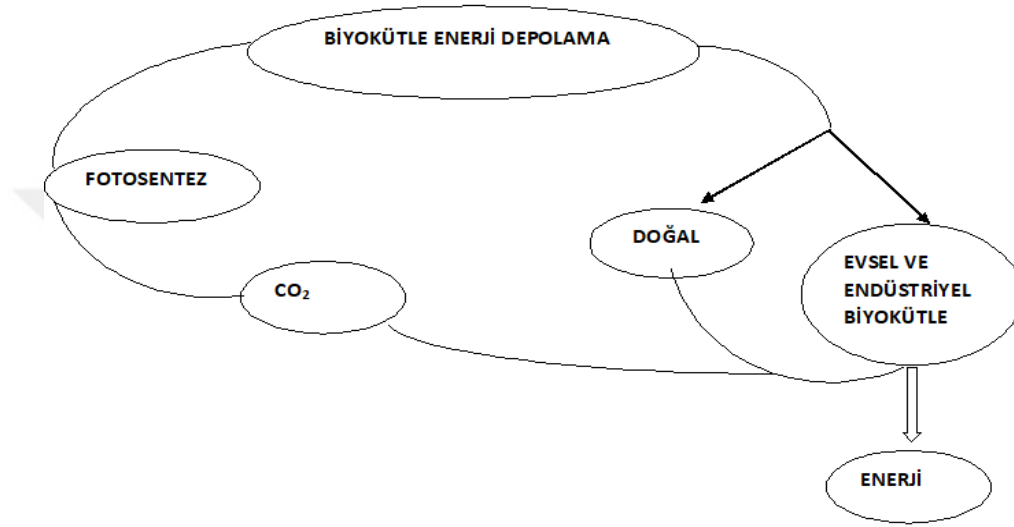 BİYOKÜTLE ENERJİ DEPOLAMA
FOTOSENTEZ
DOĞAL
EVSEL VE
ENDÜSTRİYEL
BİYOKÜTLE
CO₂
ENERJİ